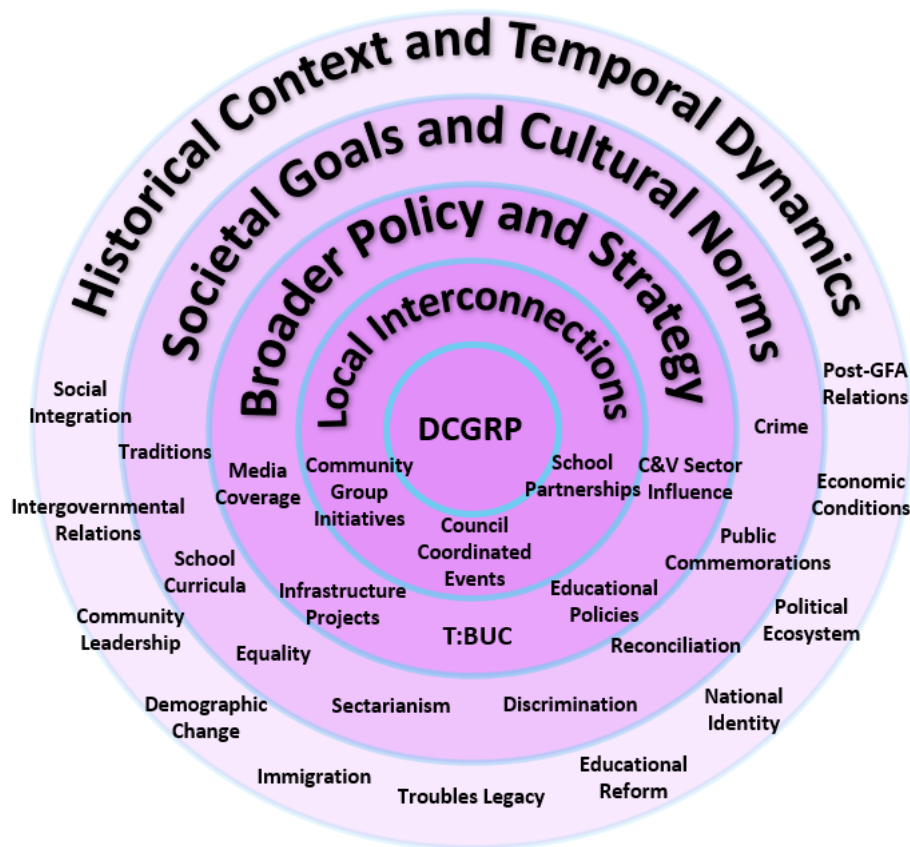 Historical Context and Temporal Dynamics
Societal Goals and Cultural Norms
Broader Policy and Strategy
Local Interconnections
DCGRP
Community
Group
Initiatives
School
Partnerships
Council
Coordinated
Events
Media
Coverage
C&V Sector
Influence
Infrastructure
Projects
Educational
Policies
T:BUC
Traditions
Crime
School
Curricula
Public
Commemorations
Equality
Reconciliation
Sectarianism
Discrimination
Social
Integration
Post-GFA
Relations
Intergovernmental
Relations
Economic
Conditions
Community
Leadership
Political
Ecosystem
Demographic
Change
National
Identity
Immigration
Troubles Legacy
Educational
Reform